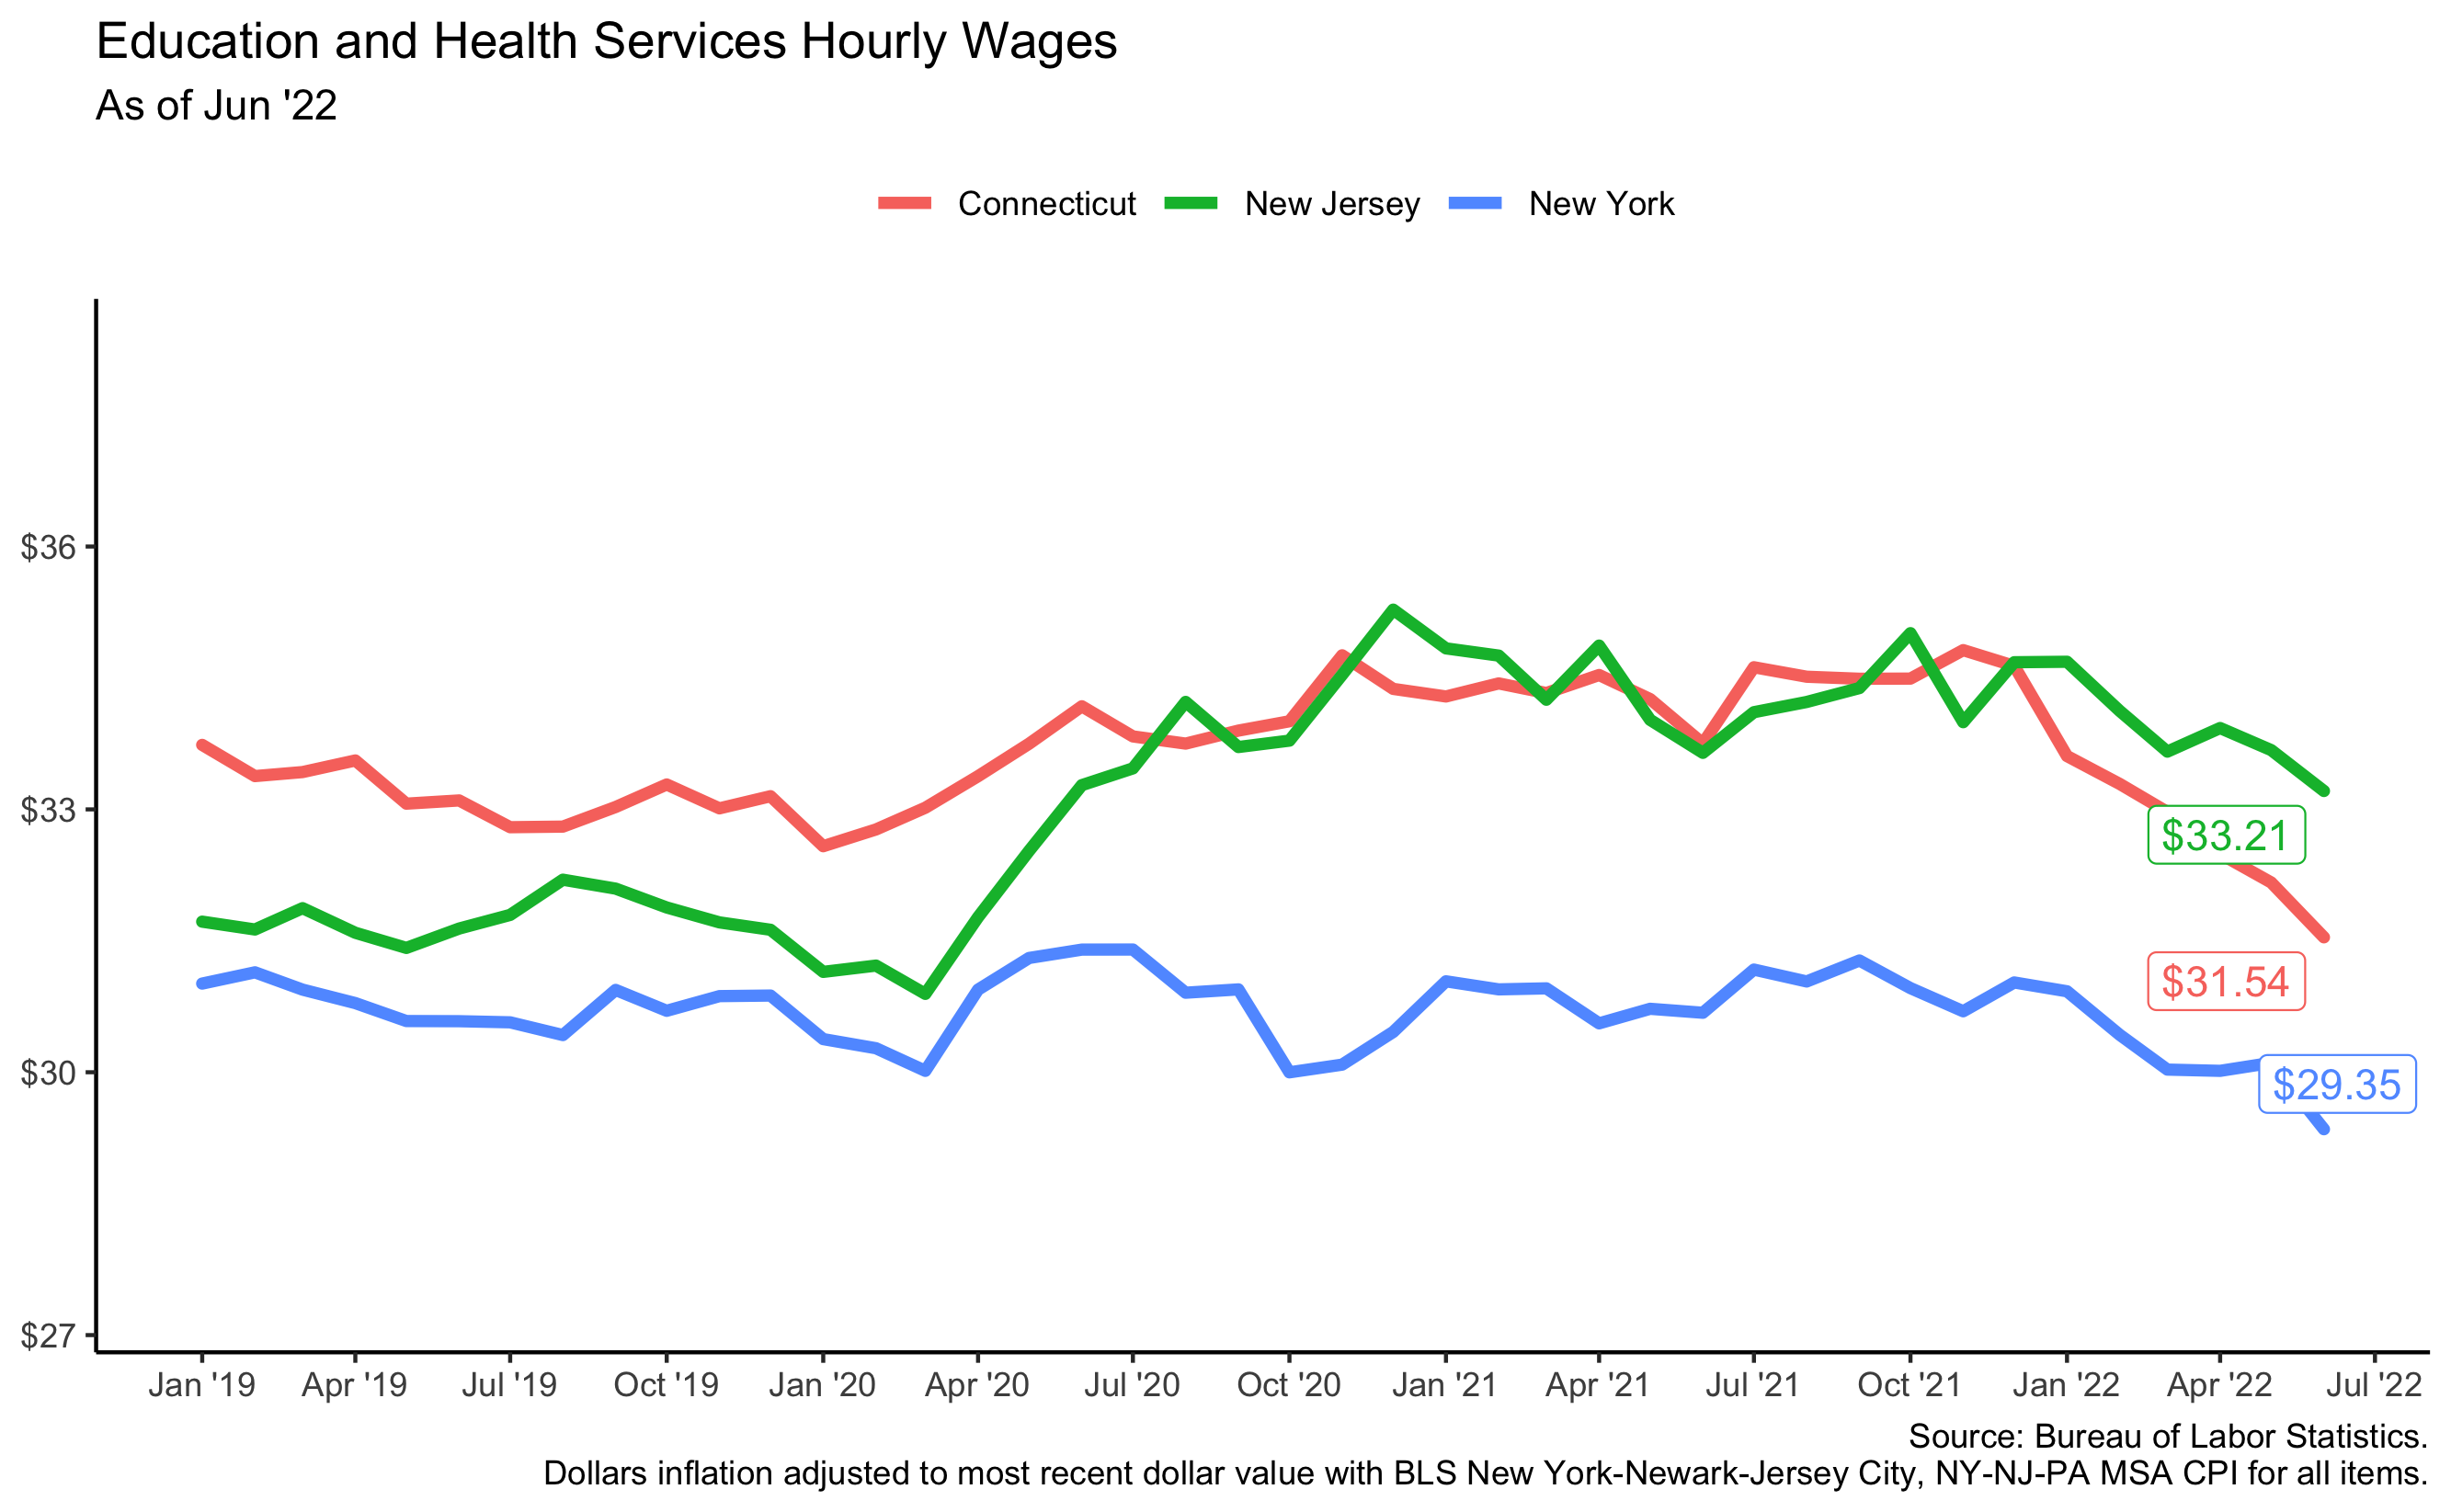 Education and Health Services Hourly Wages
As of Jun '22
Connecticut New Jersey New York
$36
$33
$30
$27
$33.21
$31.54
$29.35
Jan '19 Apr '19 Jul '19 Oct '19 Jan '20 Apr '20 Jul '20 Oct '20 Jan '21 Apr '21 Jul '21 Oct '21 Jan '22 Apr '22 Jul '22
Source: Bureau of Labor Statistics.
Dollars inflation adjusted to most recent dollar value with BLS New York-Newark-Jersey City, NY-NJ-PA MSA CPI for all items.